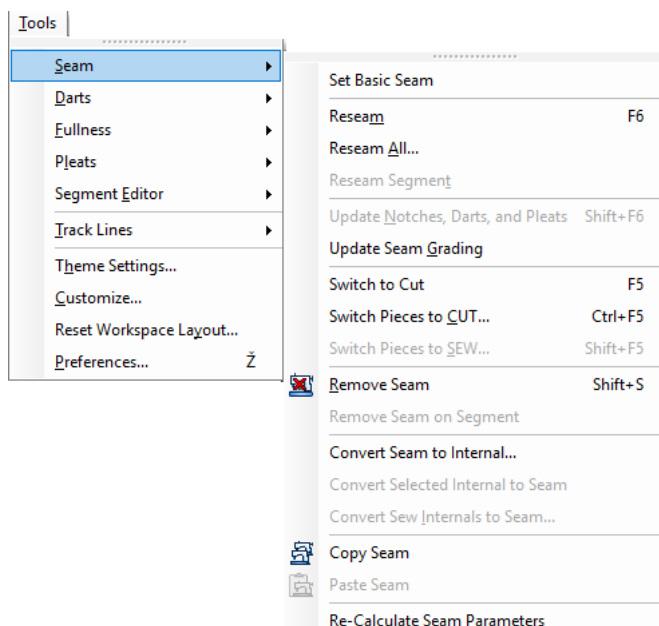 Tools
Seam
Darts
Fullness
Pleats
Segment Editor
Track Lines
Theme Settings...
Customize...
Reset Workspace Layout...
Preferences... Ž
Set Basic Seam
Reseam F6
Reseam All...
Reseam Segment
Update Notches, Darts, and Pleats Shift+F6
Update Seam Grading
Switch to Cut F5
Switch Pieces to CUT... Ctrl+F5
Switch Pieces to SEW... Shift+F5
Remove Seam Shift+S
Remove Seam on Segment
Convert Seam to Internal...
Convert Selected Internal to Seam
Convert Sew Internals to Seam...
Copy Seam
Paste Seam
Re-Calculate Seam Parameters